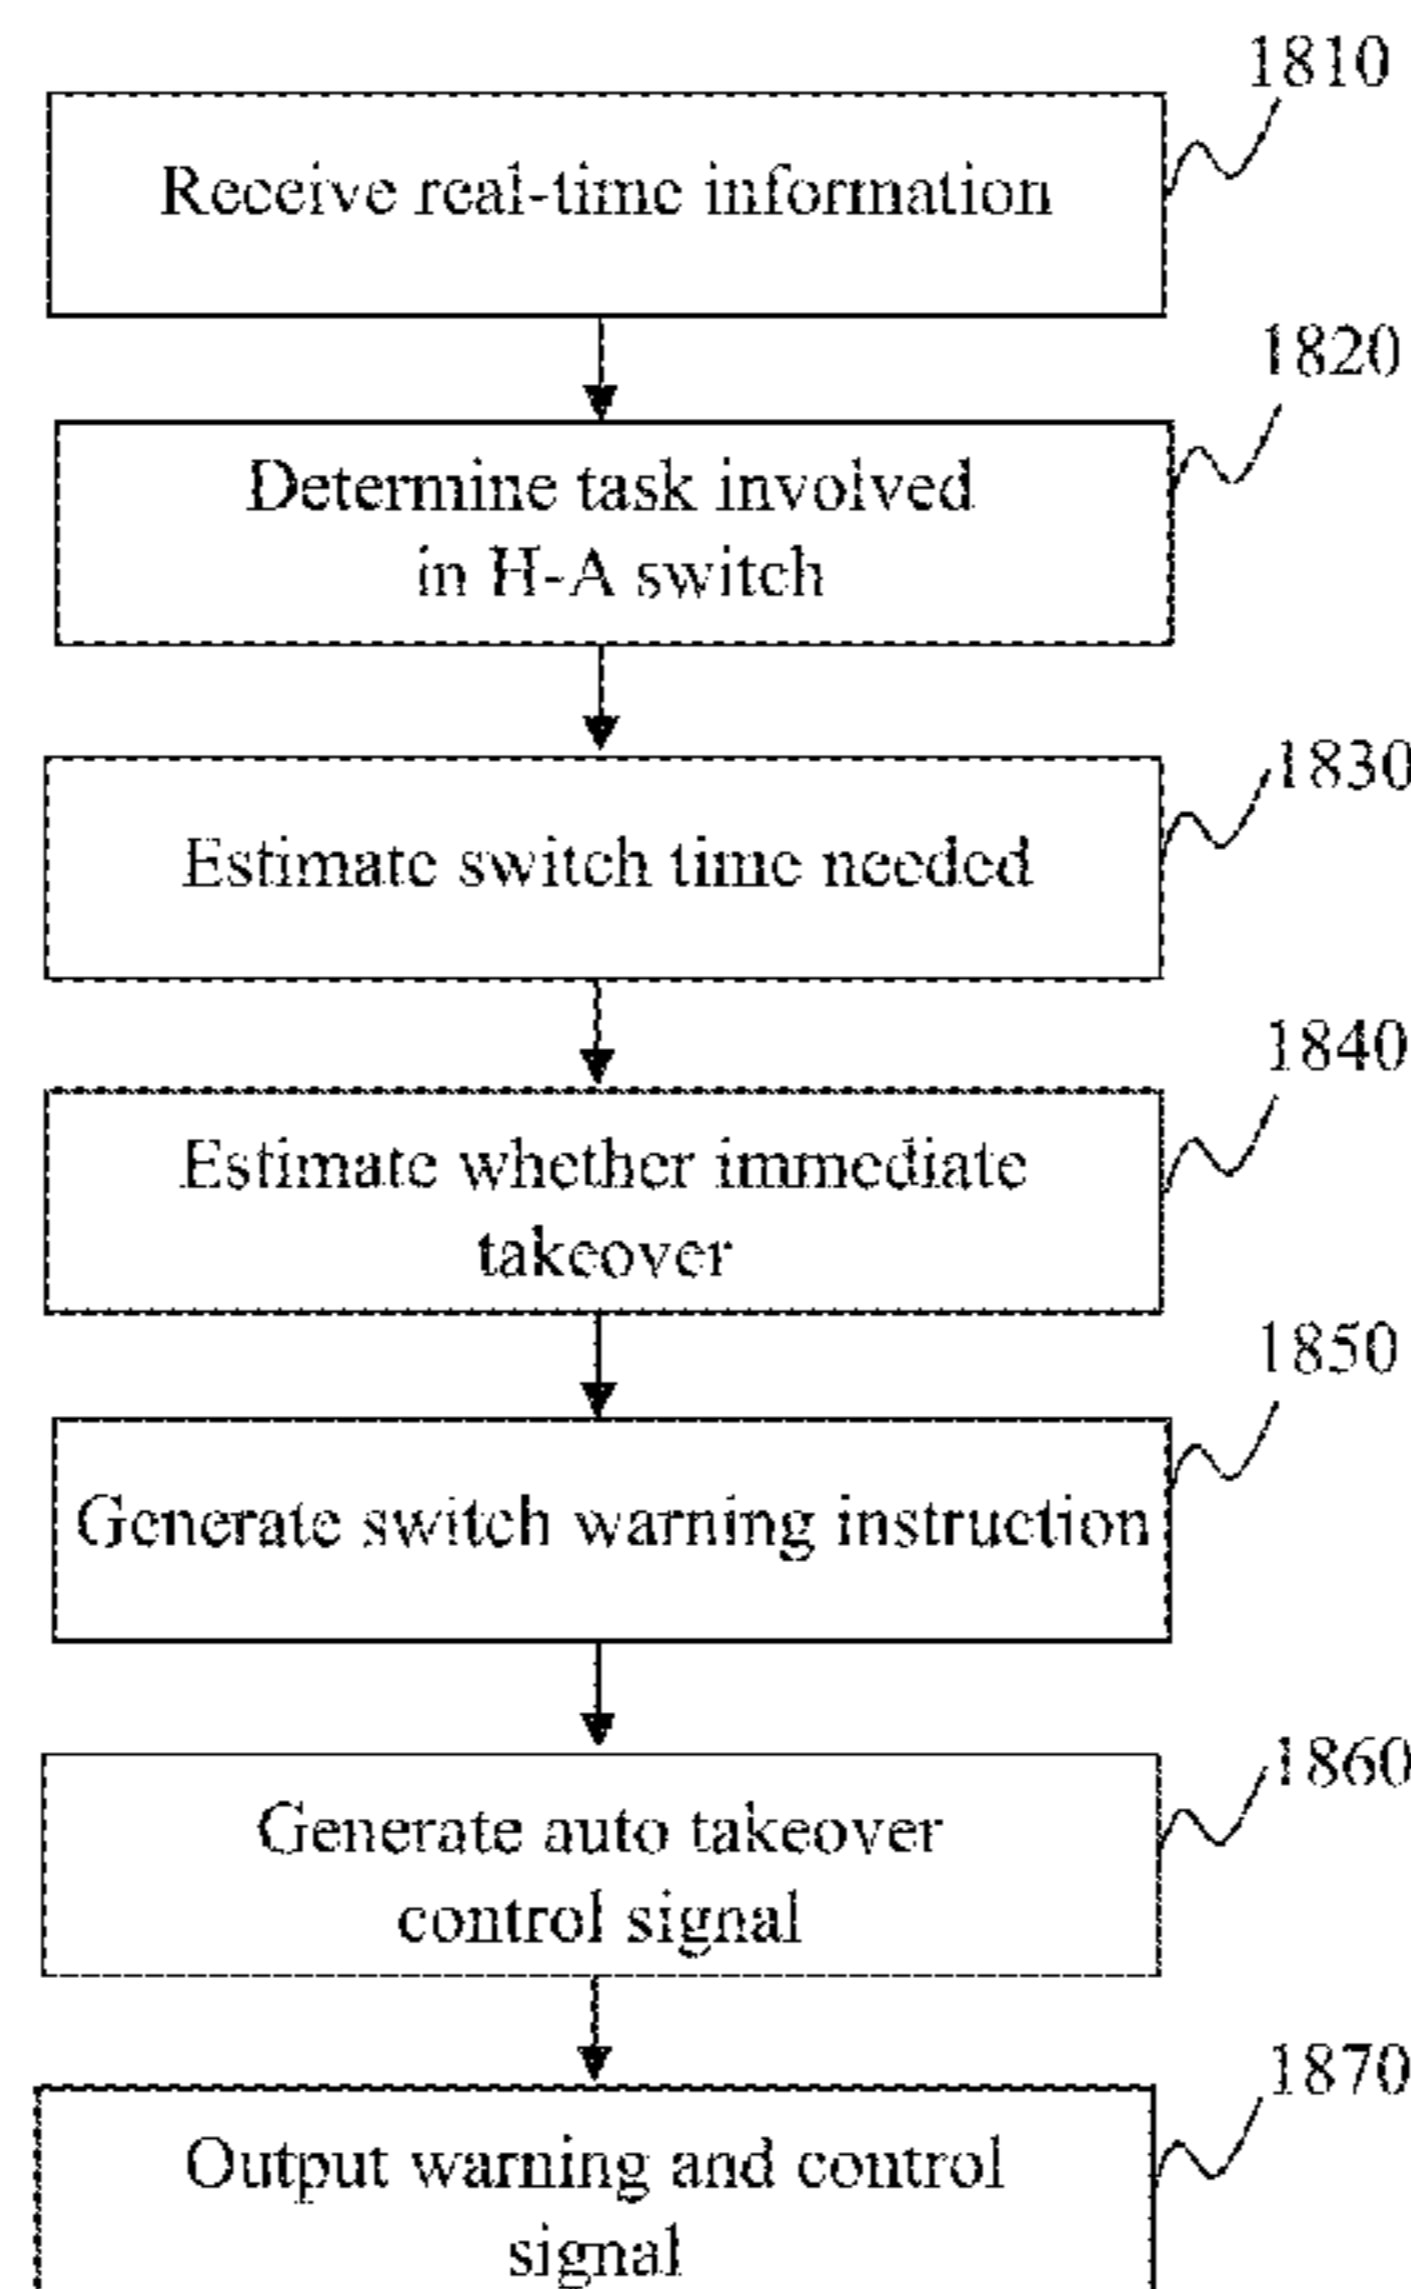 1810
Receive real-time information
1820
Determine task involved
in H-A switch
1830
Estimate switch time needed
1840
Estimate whether immediate
takeover
1850
Generate switch warning instruction
1860
Generate auto takeover
control signal
1870
Output warning and control
signal